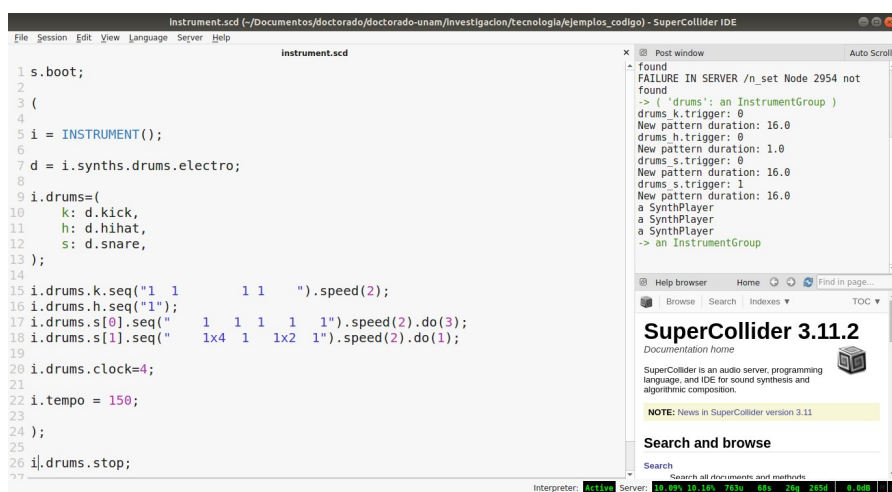 instrument.scd (~/Documentos/doctorado/doctorado-unam/Investigacion/tecnologia/ejemplos_codigo) - SuperCollider IDE
File Session Edit View Language Server Help
instrument.scd
1 s.boot;
2
3 (
4
5 i = INSTRUMENT();
6
7 d = i.synths.drums.electro;
8
9 i.drums=(
10     k: d.kick,
11     h: d.hihat,
12     s: d.snare,
13 );
14
15 i.drums.k.seq("1  1        1 1    ").speed(2);
16 i.drums.h.seq("1");
17 i.drums.s[0].seq("    1   1  1   1   1").speed(2).do(3);
18 i.drums.s[1].seq("    1x4  1   1x2  1").speed(2).do(1);
19
20 i.drums.clock=4;
21
22 i.tempo = 150;
23
24 );
25
26 i.drums.stop;
27
Post window Auto Scroll
found
FAILURE IN SERVER /n_set Node 2954 not
found
-> ( 'drums': an InstrumentGroup )
drums_k.trigger: 0
New pattern duration: 16.0
drums_h.trigger: 0
New pattern duration: 1.0
drums_s.trigger: 0
New pattern duration: 16.0
drums_s.trigger: 1
New pattern duration: 16.0
a SynthPlayer
a SynthPlayer
a SynthPlayer
-> an InstrumentGroup
Help browser Home Find in page...
Browse Search Indexes ▼ TOC ▼
SuperCollider 3.11.2
Documentation home
SuperCollider is an audio server, programming
language, and IDE for sound synthesis and
algorithmic composition.
NOTE: News in SuperCollider version 3.11
Search and browse
Search
Search all documents and methods
Interpreter: Active Server: 10.09% 10.16% 763u 68s 26g 265d 0.0dB